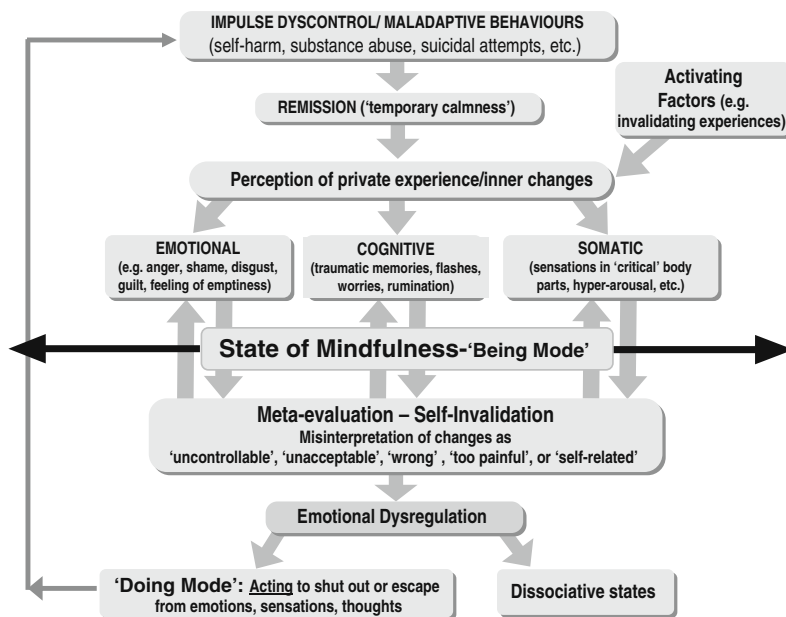 IMPULSE DYSCONTROL/ MALADAPTIVE BEHAVIOURS
(self-harm, substance abuse, suicidal attempts, etc.)
REMISSION (‘temporary calmness’)
Activating
Factors (e.g.
invalidating experiences)
Perception of private experience/inner changes
EMOTIONAL
(e.g. anger, shame, disgust,
guilt, feeling of emptiness)
COGNITIVE
(traumatic memories, flashes,
worries, rumination)
SOMATIC
(sensations in ‘critical’ body
parts, hyper-arousal, etc.)
State of Mindfulness-‘Being Mode’
Meta-evaluation – Self-Invalidation
Misinterpretation of changes as
‘uncontrollable’, ‘unacceptable’, ‘wrong’ , ‘too painful’, or ‘self-related’
Emotional Dysregulation
‘Doing Mode’: Acting to shut out or escape
from emotions, sensations, thoughts
Dissociative states